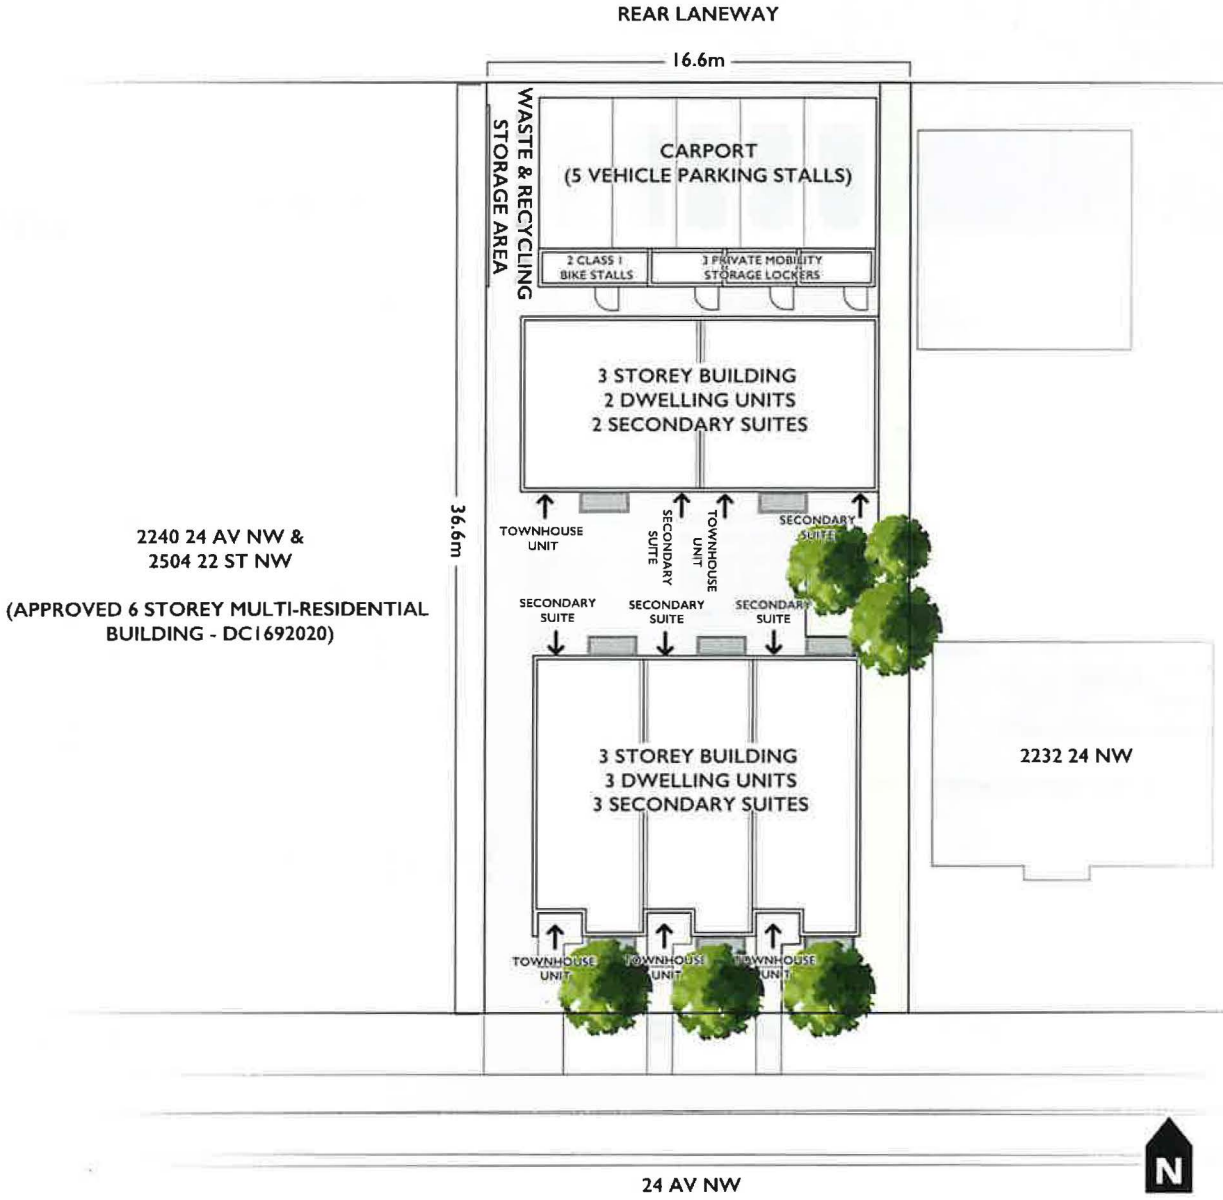 REAR LANEWAY
16.6m
WASTE & RECYCLING
STORAGE AREA
CARPORT
(5 VEHICLE PARKING STALLS)
2 CLASS 1
BIKE STALLS
3 PRIVATE MOBILITY
STORAGE LOCKERS
3 STOREY BUILDING
2 DWELLING UNITS
2 SECONDARY SUITES
36.6m
TOWNHOUSE
UNIT
SECONDARY
SUITE
TOWNHOUSE
UNIT
SECONDARY
SUITE
2240 24 AV NW &
2504 22 ST NW
(APPROVED 6 STOREY MULTI-RESIDENTIAL
BUILDING - DC1692020)
SECONDARY
SUITE
SECONDARY
SUITE
SECONDARY
SUITE
3 STOREY BUILDING
3 DWELLING UNITS
3 SECONDARY SUITES
2232 24 NW
TOWNHOUSE
UNIT
TOWNHOUSE
UNIT
TOWNHOUSE
UNIT
24 AV NW
N